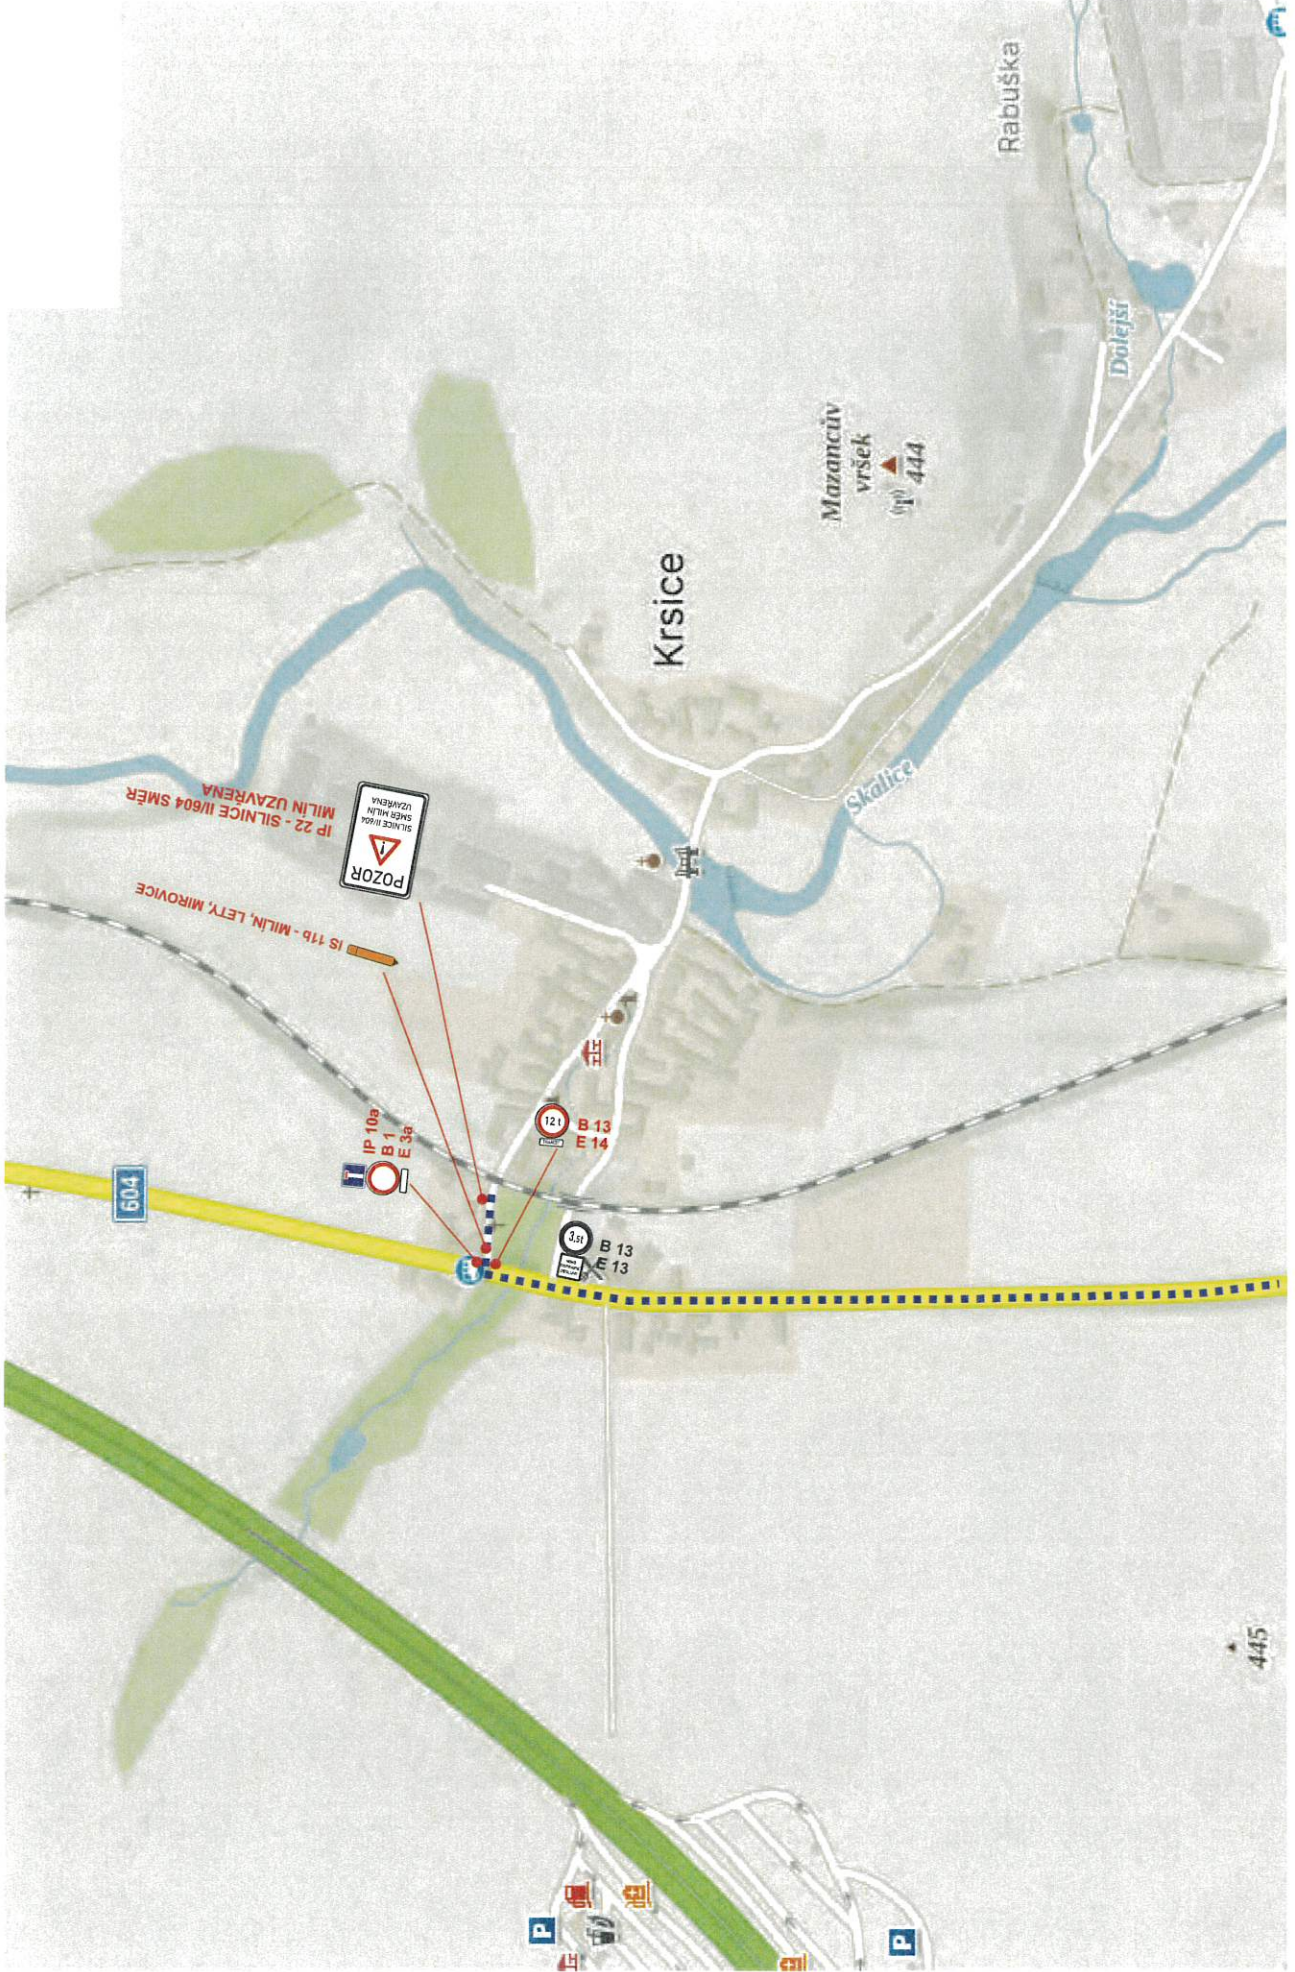 Rabuška
Dolejší
Mazancův
vršek
444
Krsice
Skalice
IP 22 - SILNICE II/604 SMĚR
MILÍN UZAVŘENA
POZOR
SILNICE II/604
SMĚR MILÍN
UZAVŘENA
IS 11b - MILÍN, LETY, MIROVICE
IP 10a
B 1
E 3a
604
12 t
B 13
E 14
3,5t
B 13
E 13
445
P
P